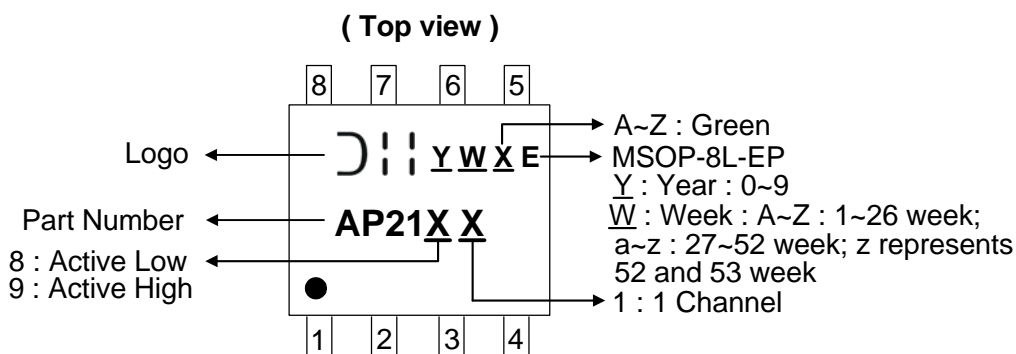 ( Top view )
8 7 6 5
A~Z : Green
Logo
Y W X E
MSOP-8L-EP
Y : Year : 0~9
W : Week : A~Z : 1~26 week;
a~z : 27~52 week; z represents
52 and 53 week
Part Number
AP21X X
8 : Active Low
9 : Active High
1 : 1 Channel
1 2 3 4